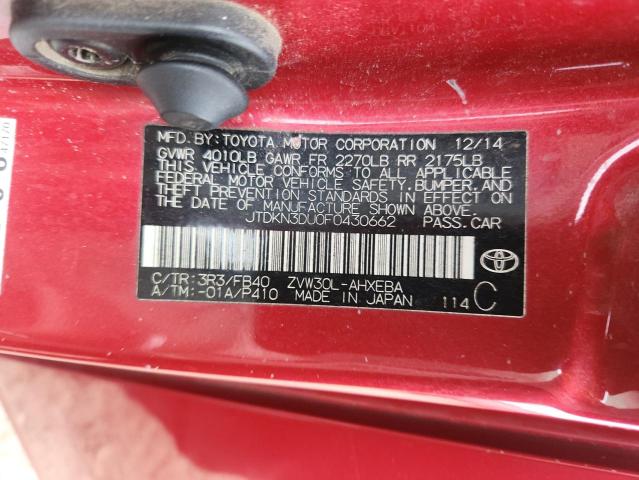 MFD. BY: TOYOTA MOTOR CORPORATION 12/14
GVWR 4010LB GAWR FR 2270LB RR 2175LB
THIS VEHICLE CONFORMS TO ALL APPLICABLE
FEDERAL MOTOR VEHICLE SAFETY, BUMPER, AND
THEFT PREVENTION STANDARDS IN EFFECT ON
THE DATE OF MANUFACTURE SHOWN ABOVE.
JTDKN3DU0F0430662 PASS.CAR
C/TR: 3R3/FB40 ZVW30L-AHXEBA
A/TM: -01A/P410 MADE IN JAPAN 114 C